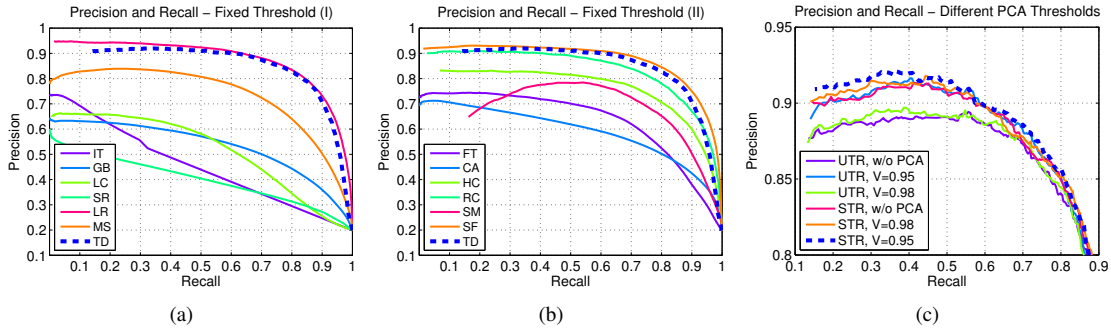 Precision and Recall – Fixed Threshold (I)
Precision
1
0.9
0.8
0.7
0.6
0.5
0.4
0.3
0.2
0.1
IT
GB
LC
SR
LR
MS
TD
0.1 0.2 0.3 0.4 0.5 0.6 0.7 0.8 0.9 1
Recall
(a)
Precision and Recall – Fixed Threshold (II)
Precision
1
0.9
0.8
0.7
0.6
0.5
0.4
0.3
0.2
0.1
FT
CA
HC
RC
SM
SF
TD
0.1 0.2 0.3 0.4 0.5 0.6 0.7 0.8 0.9 1
Recall
(b)
Precision and Recall – Different PCA Thresholds
Precision
0.95
0.9
0.85
0.8
UTR, w/o PCA
UTR, V=0.95
UTR, V=0.98
STR, w/o PCA
STR, V=0.98
STR, V=0.95
0.1 0.2 0.3 0.4 0.5 0.6 0.7 0.8 0.9
Recall
(c)